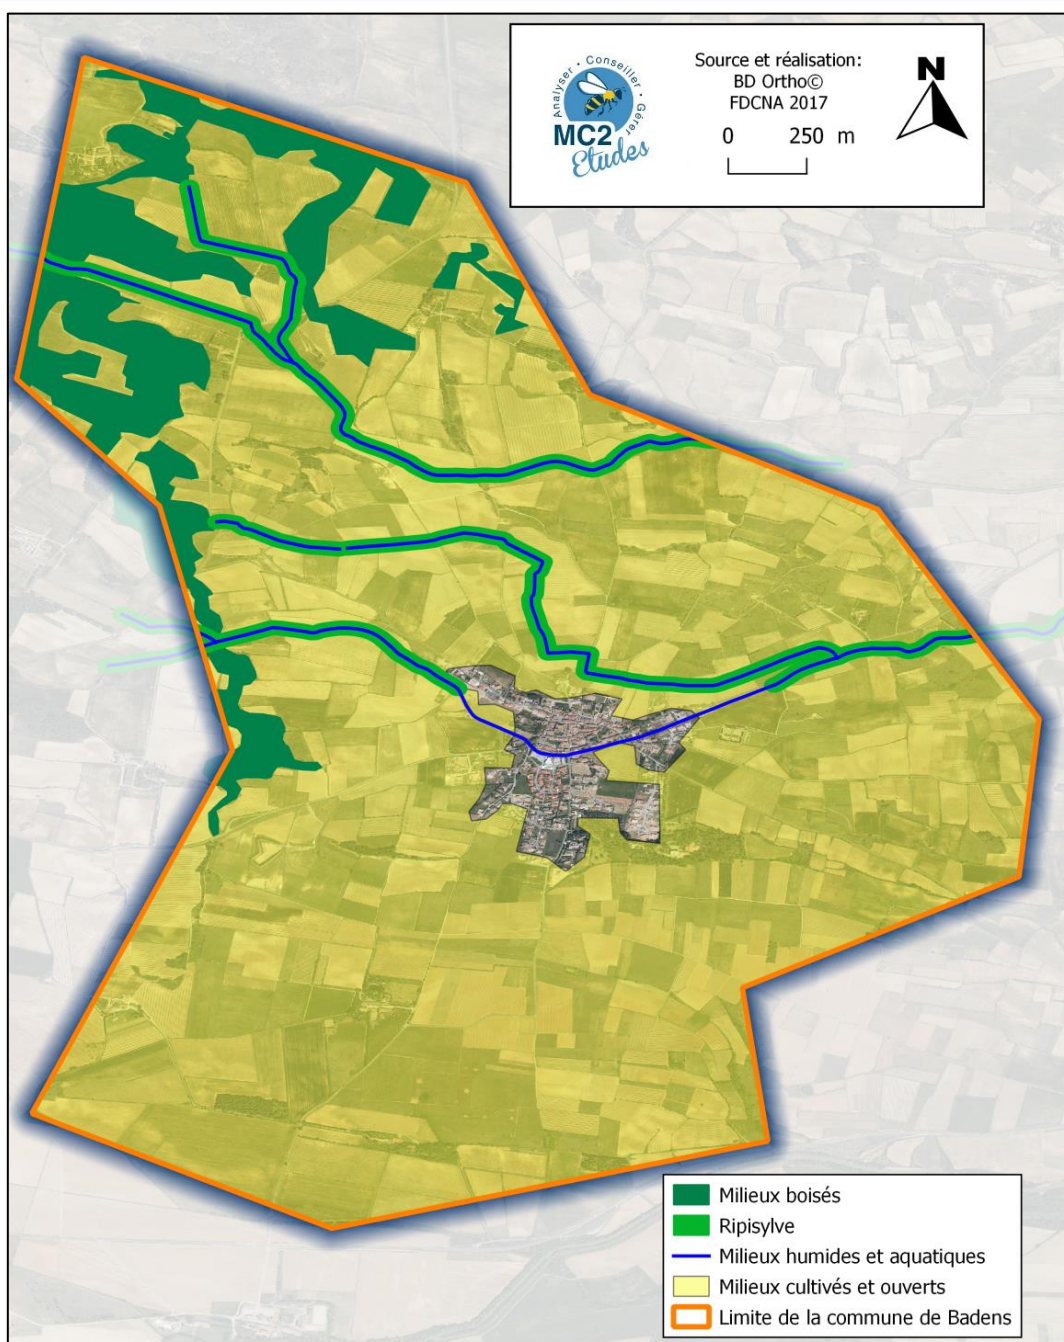 Analyser · Conseiller · Gérer
MC2
Etudes
Source et réalisation:
BD Ortho©
FDCNA 2017
0 250 m
N
Milieux boisés
Ripisylve
Milieux humides et aquatiques
Milieux cultivés et ouverts
Limite de la commune de Badens